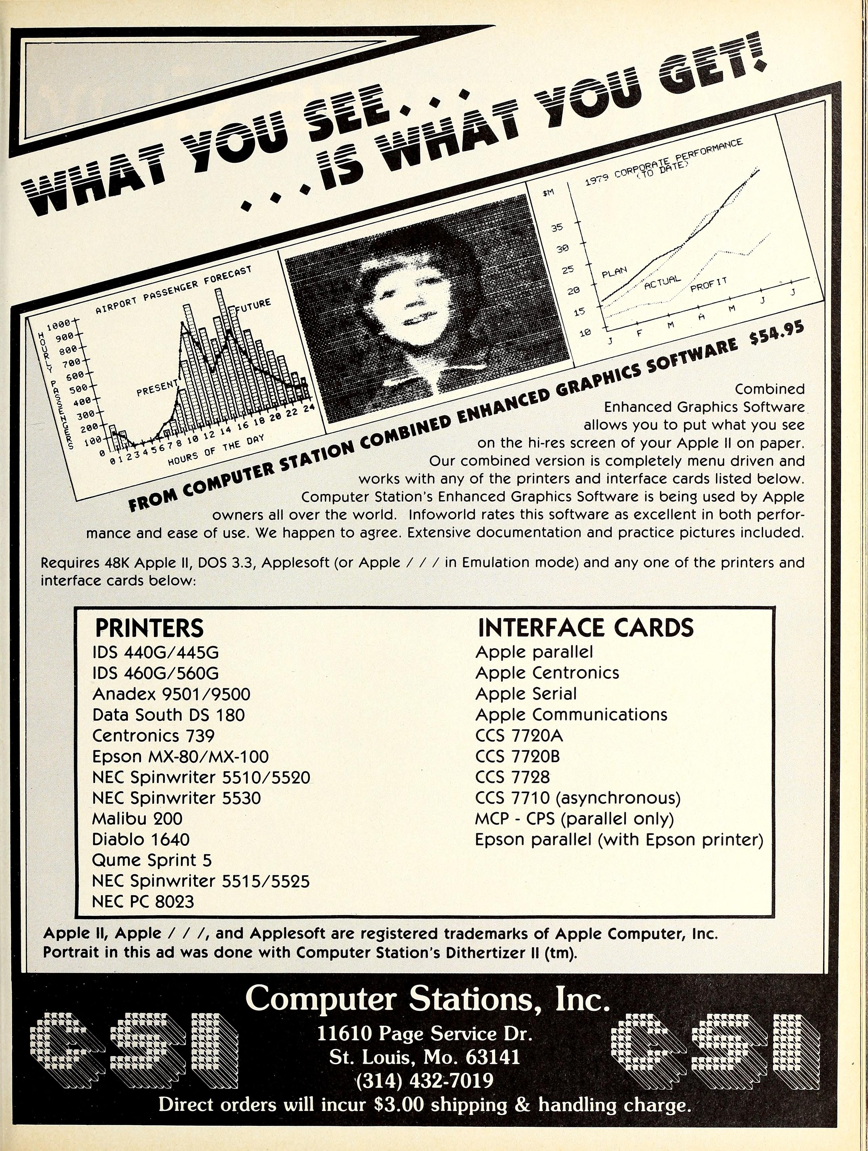 WHAT YOU SEE...
...IS WHAT YOU GET!
AIRPORT PASSENGER FORECAST
HOURLY PASSENGERS
1000
900
800
700
600
500
400
300
200
100
0
FUTURE
PRESENT
0 1 2 3 4 5 6 7 8 10 12 14 16 18 20 22 24
HOURS OF THE DAY
1979 CORPORATE PERFORMANCE
(TO DATE)
$M
35
30
25
20
15
10
PLAN
ACTUAL
PROFIT
J F M A M J J
FROM COMPUTER STATION COMBINED ENHANCED GRAPHICS SOFTWARE $54.95
Combined
Enhanced Graphics Software
allows you to put what you see
on the hi-res screen of your Apple II on paper.
Our combined version is completely menu driven and
works with any of the printers and interface cards listed below.
Computer Station's Enhanced Graphics Software is being used by Apple
owners all over the world. Infoworld rates this software as excellent in both perfor-
mance and ease of use. We happen to agree. Extensive documentation and practice pictures included.
Requires 48K Apple II, DOS 3.3, Applesoft (or Apple / / / in Emulation mode) and any one of the printers and
interface cards below:
PRINTERS
IDS 440G/445G
IDS 460G/560G
Anadex 9501/9500
Data South DS 180
Centronics 739
Epson MX-80/MX-100
NEC Spinwriter 5510/5520
NEC Spinwriter 5530
Malibu 200
Diablo 1640
Qume Sprint 5
NEC Spinwriter 5515/5525
NEC PC 8023
INTERFACE CARDS
Apple parallel
Apple Centronics
Apple Serial
Apple Communications
CCS 7720A
CCS 7720B
CCS 7728
CCS 7710 (asynchronous)
MCP - CPS (parallel only)
Epson parallel (with Epson printer)
Apple II, Apple / / /, and Applesoft are registered trademarks of Apple Computer, Inc.
Portrait in this ad was done with Computer Station's Dithertizer II (tm).
CSI
Computer Stations, Inc.
11610 Page Service Dr.
St. Louis, Mo. 63141
(314) 432-7019
Direct orders will incur $3.00 shipping & handling charge.
CSI